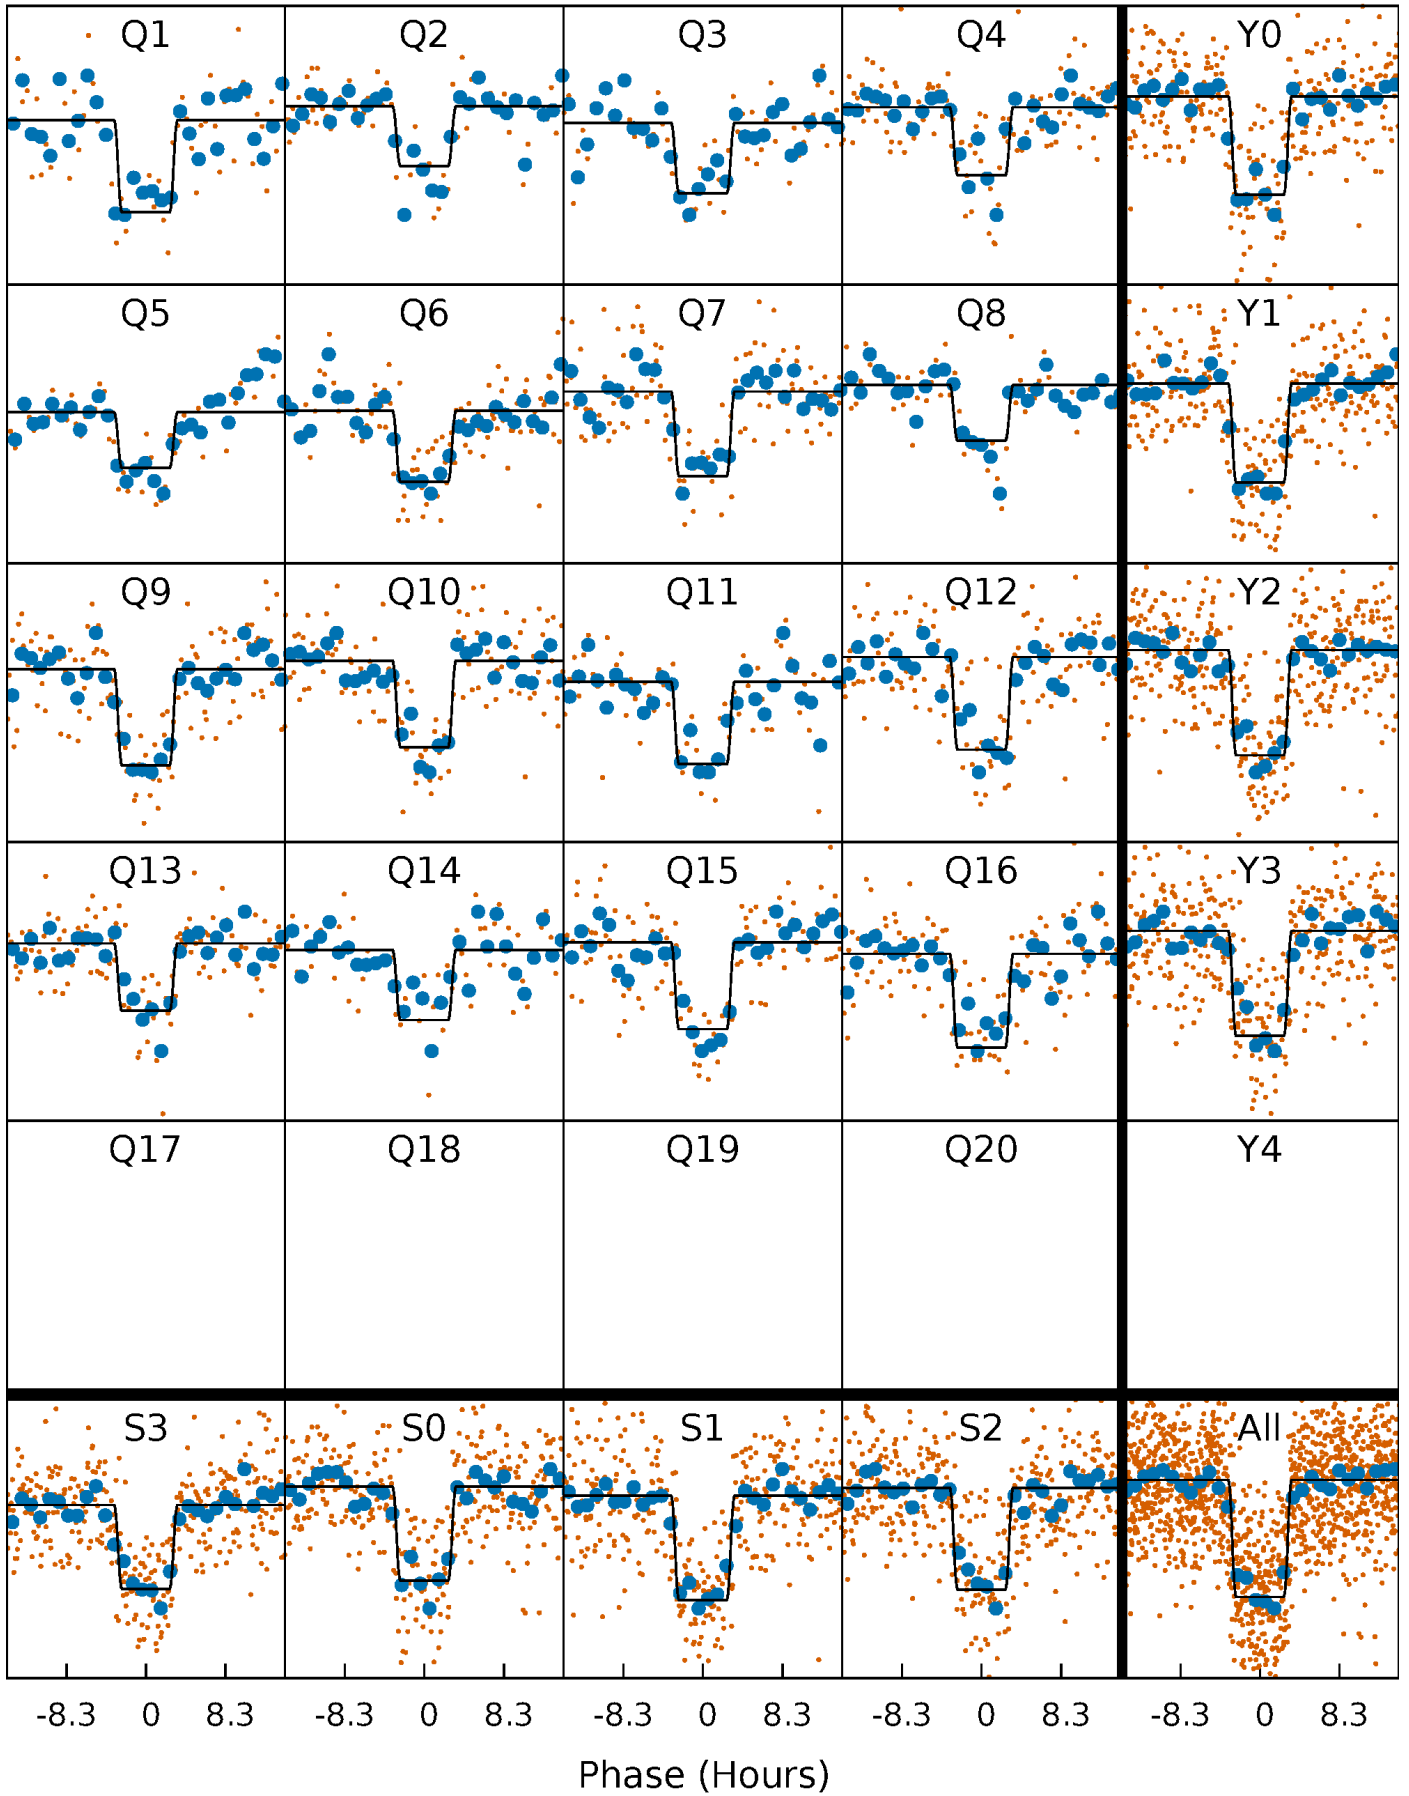 Q1 Q2 Q3 Q4 Y0
Q5 Q6 Q7 Q8 Y1
Q9 Q10 Q11 Q12 Y2
Q13 Q14 Q15 Q16 Y3
Q17 Q18 Q19 Q20 Y4
S3 S0 S1 S2 All
-8.3 0 8.3 -8.3 0 8.3 -8.3 0 8.3 -8.3 0 8.3 -8.3 0 8.3
Phase (Hours)